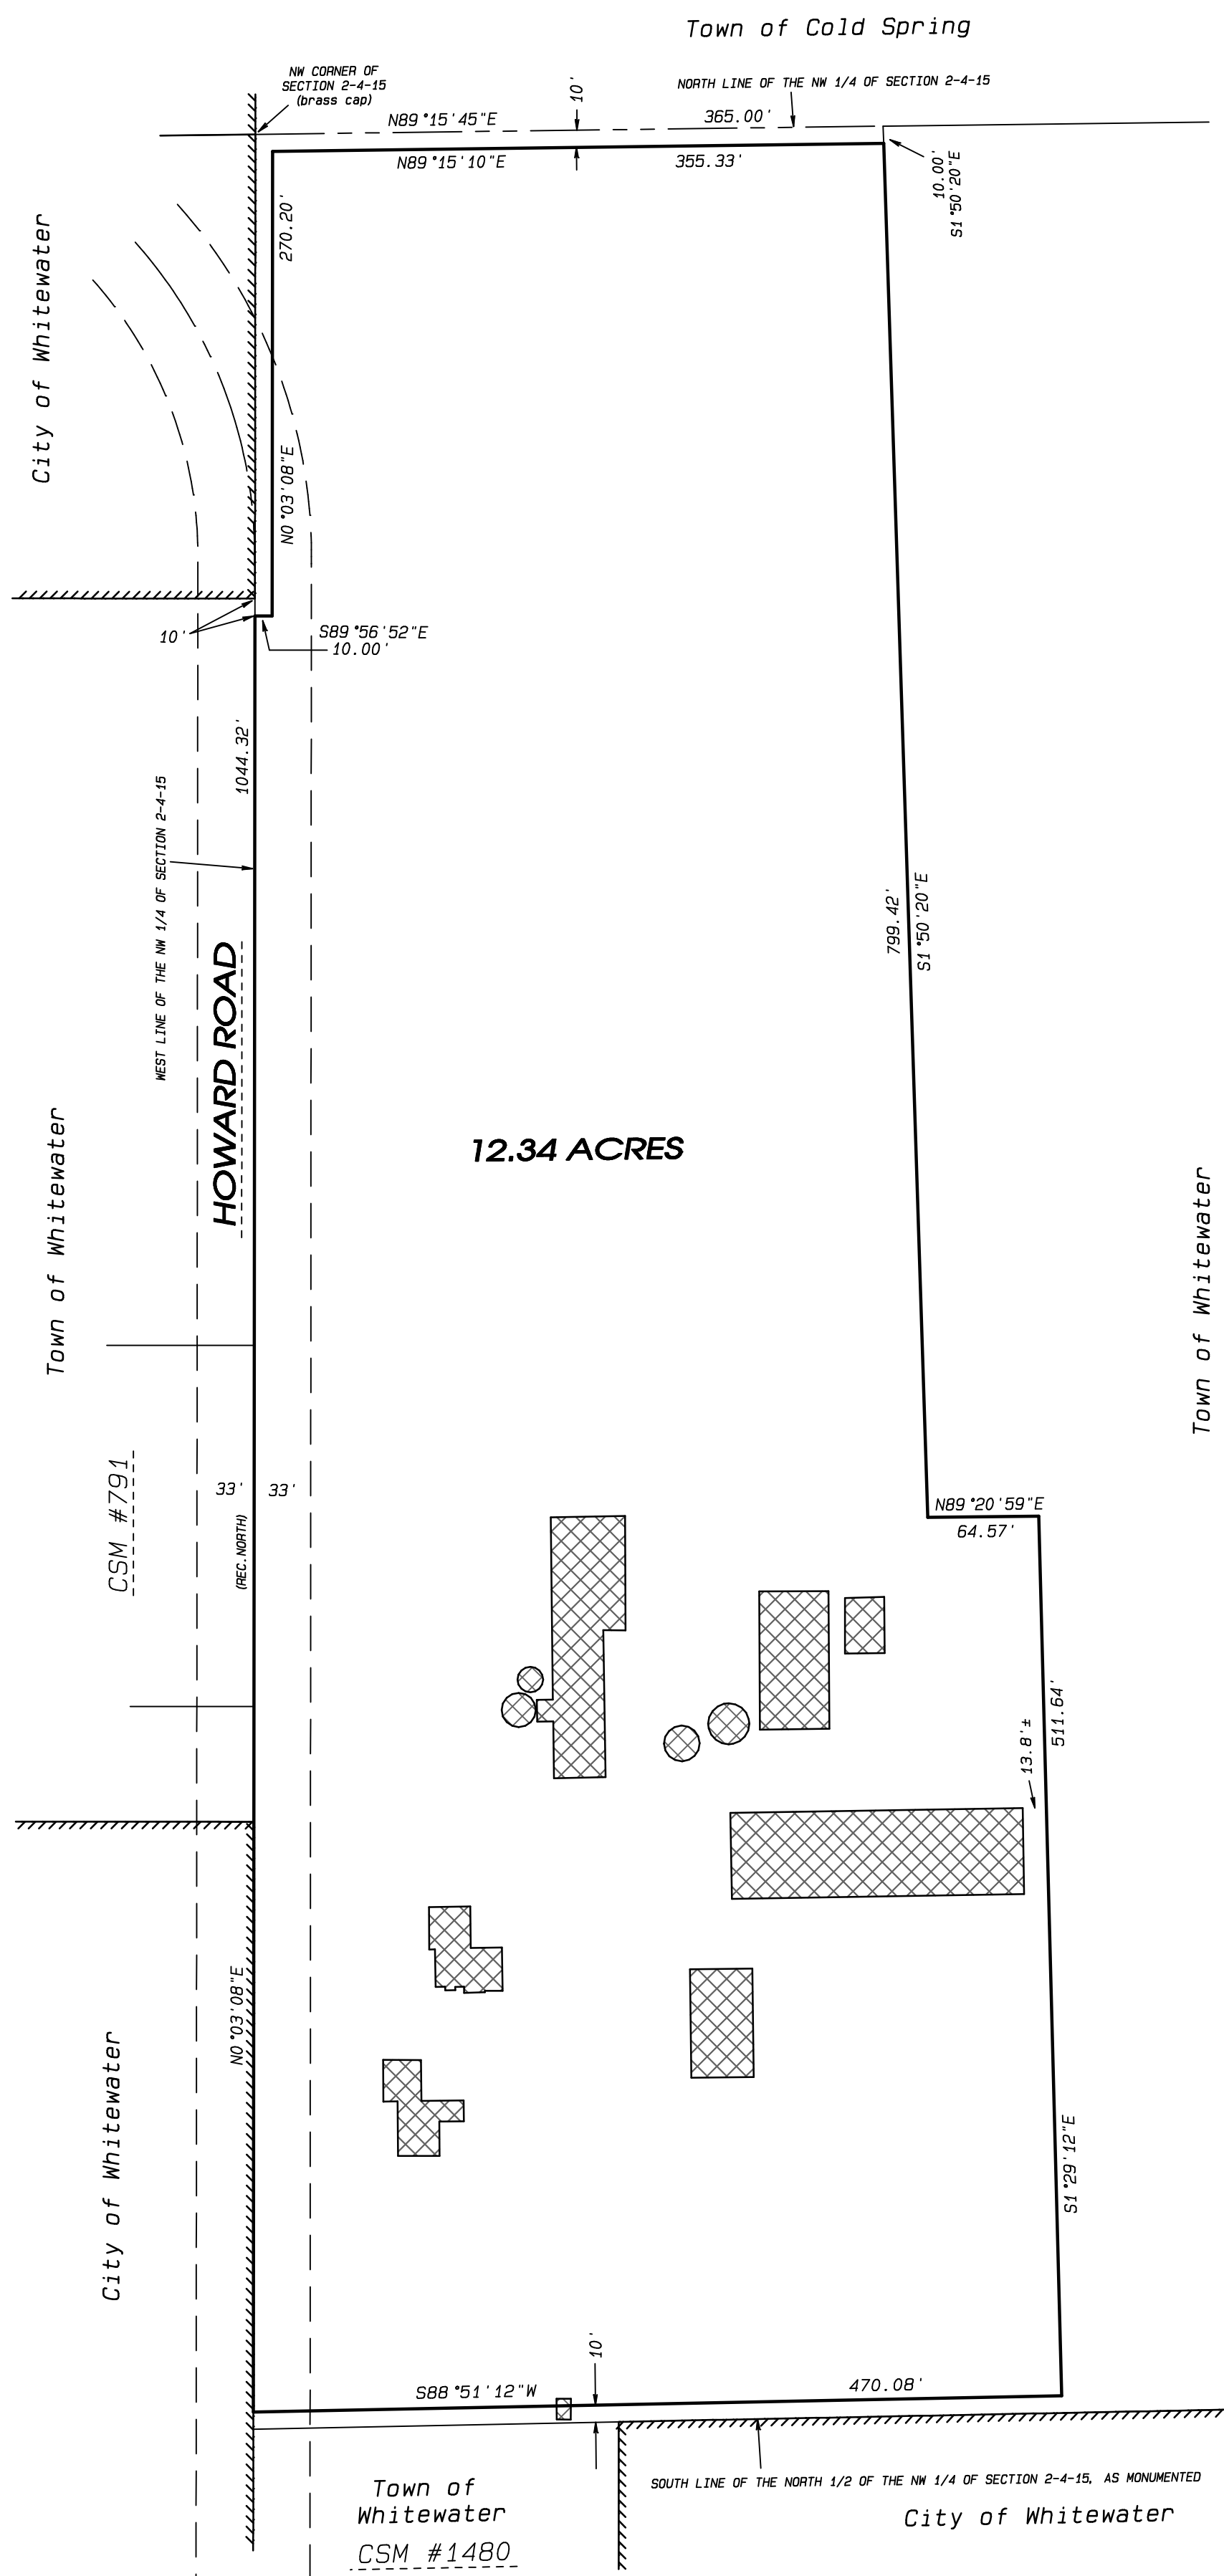 Town of Cold Spring
NW CORNER OF
SECTION 2-4-15
(brass cap)
10'
NORTH LINE OF THE NW 1/4 OF SECTION 2-4-15
N89°15'45"E
365.00'
N89°15'10"E
355.33'
10.00'
S1°50'20"E
270.20'
City of Whitewater
N0°03'08"E
10'
S89°56'52"E
10.00'
1044.32'
WEST LINE OF THE NW 1/4 OF SECTION 2-4-15
799.42'
S1°50'20"E
HOWARD ROAD
Town of Whitewater
12.34 ACRES
Town of Whitewater
CSM #791
33'
33'
(REC.NORTH)
N89°20'59"E
64.57'
511.64'
13.8'±
N0°03'08"E
City of Whitewater
S1°29'12"E
10'
S88°51'12"W
470.08'
SOUTH LINE OF THE NORTH 1/2 OF THE NW 1/4 OF SECTION 2-4-15, AS MONUMENTED
Town of
Whitewater
CSM #1480
City of Whitewater